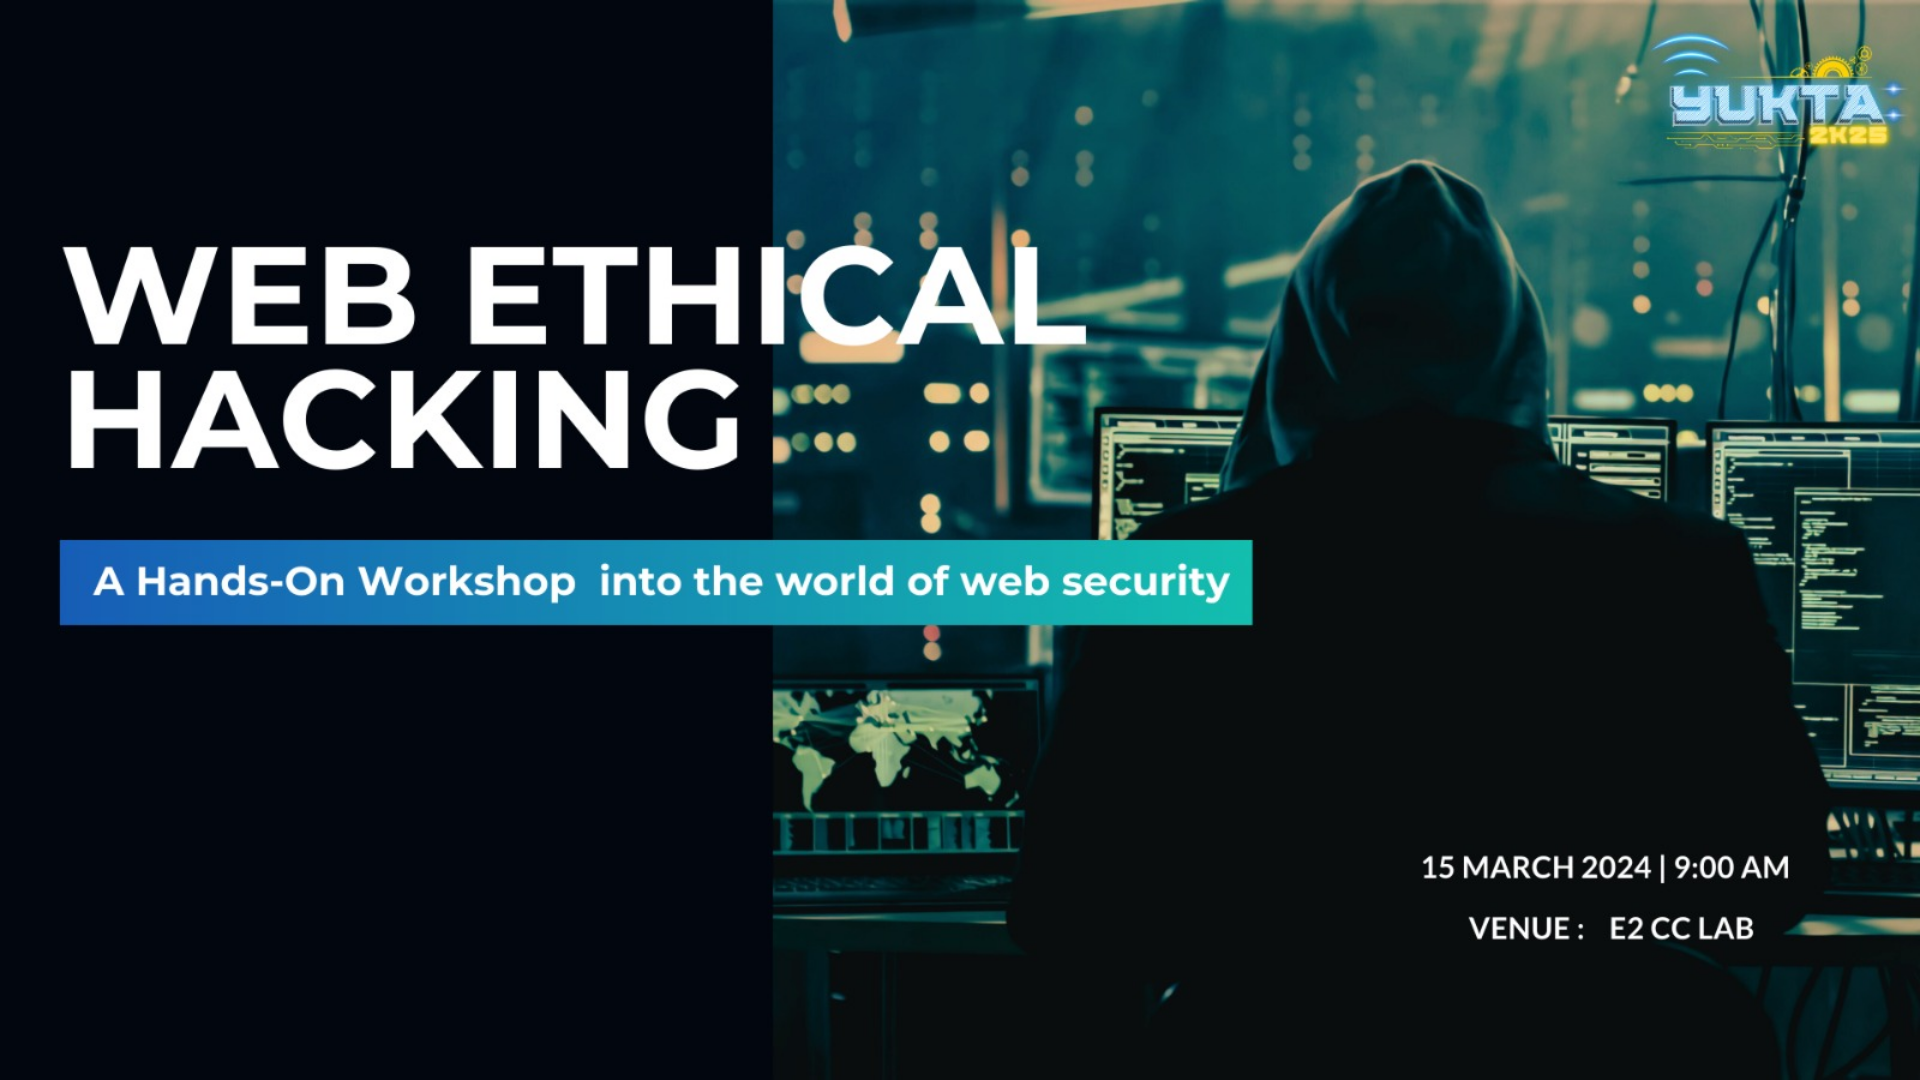 YUKTA
2K25
WEB ETHICAL
HACKING
A Hands-On Workshop  into the world of web security
15 MARCH 2024 | 9:00 AM
VENUE :   E2 CC LAB